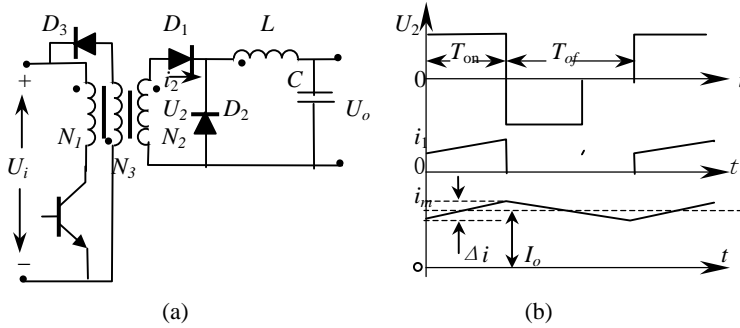 D3
D1
L
+
i2
C
U2
D2
Uo
Ui
N1
N2
N3
−
(a)
U2
Ton
Tof
0
i1
0
t
im
Δi
Io
o
t
(b)